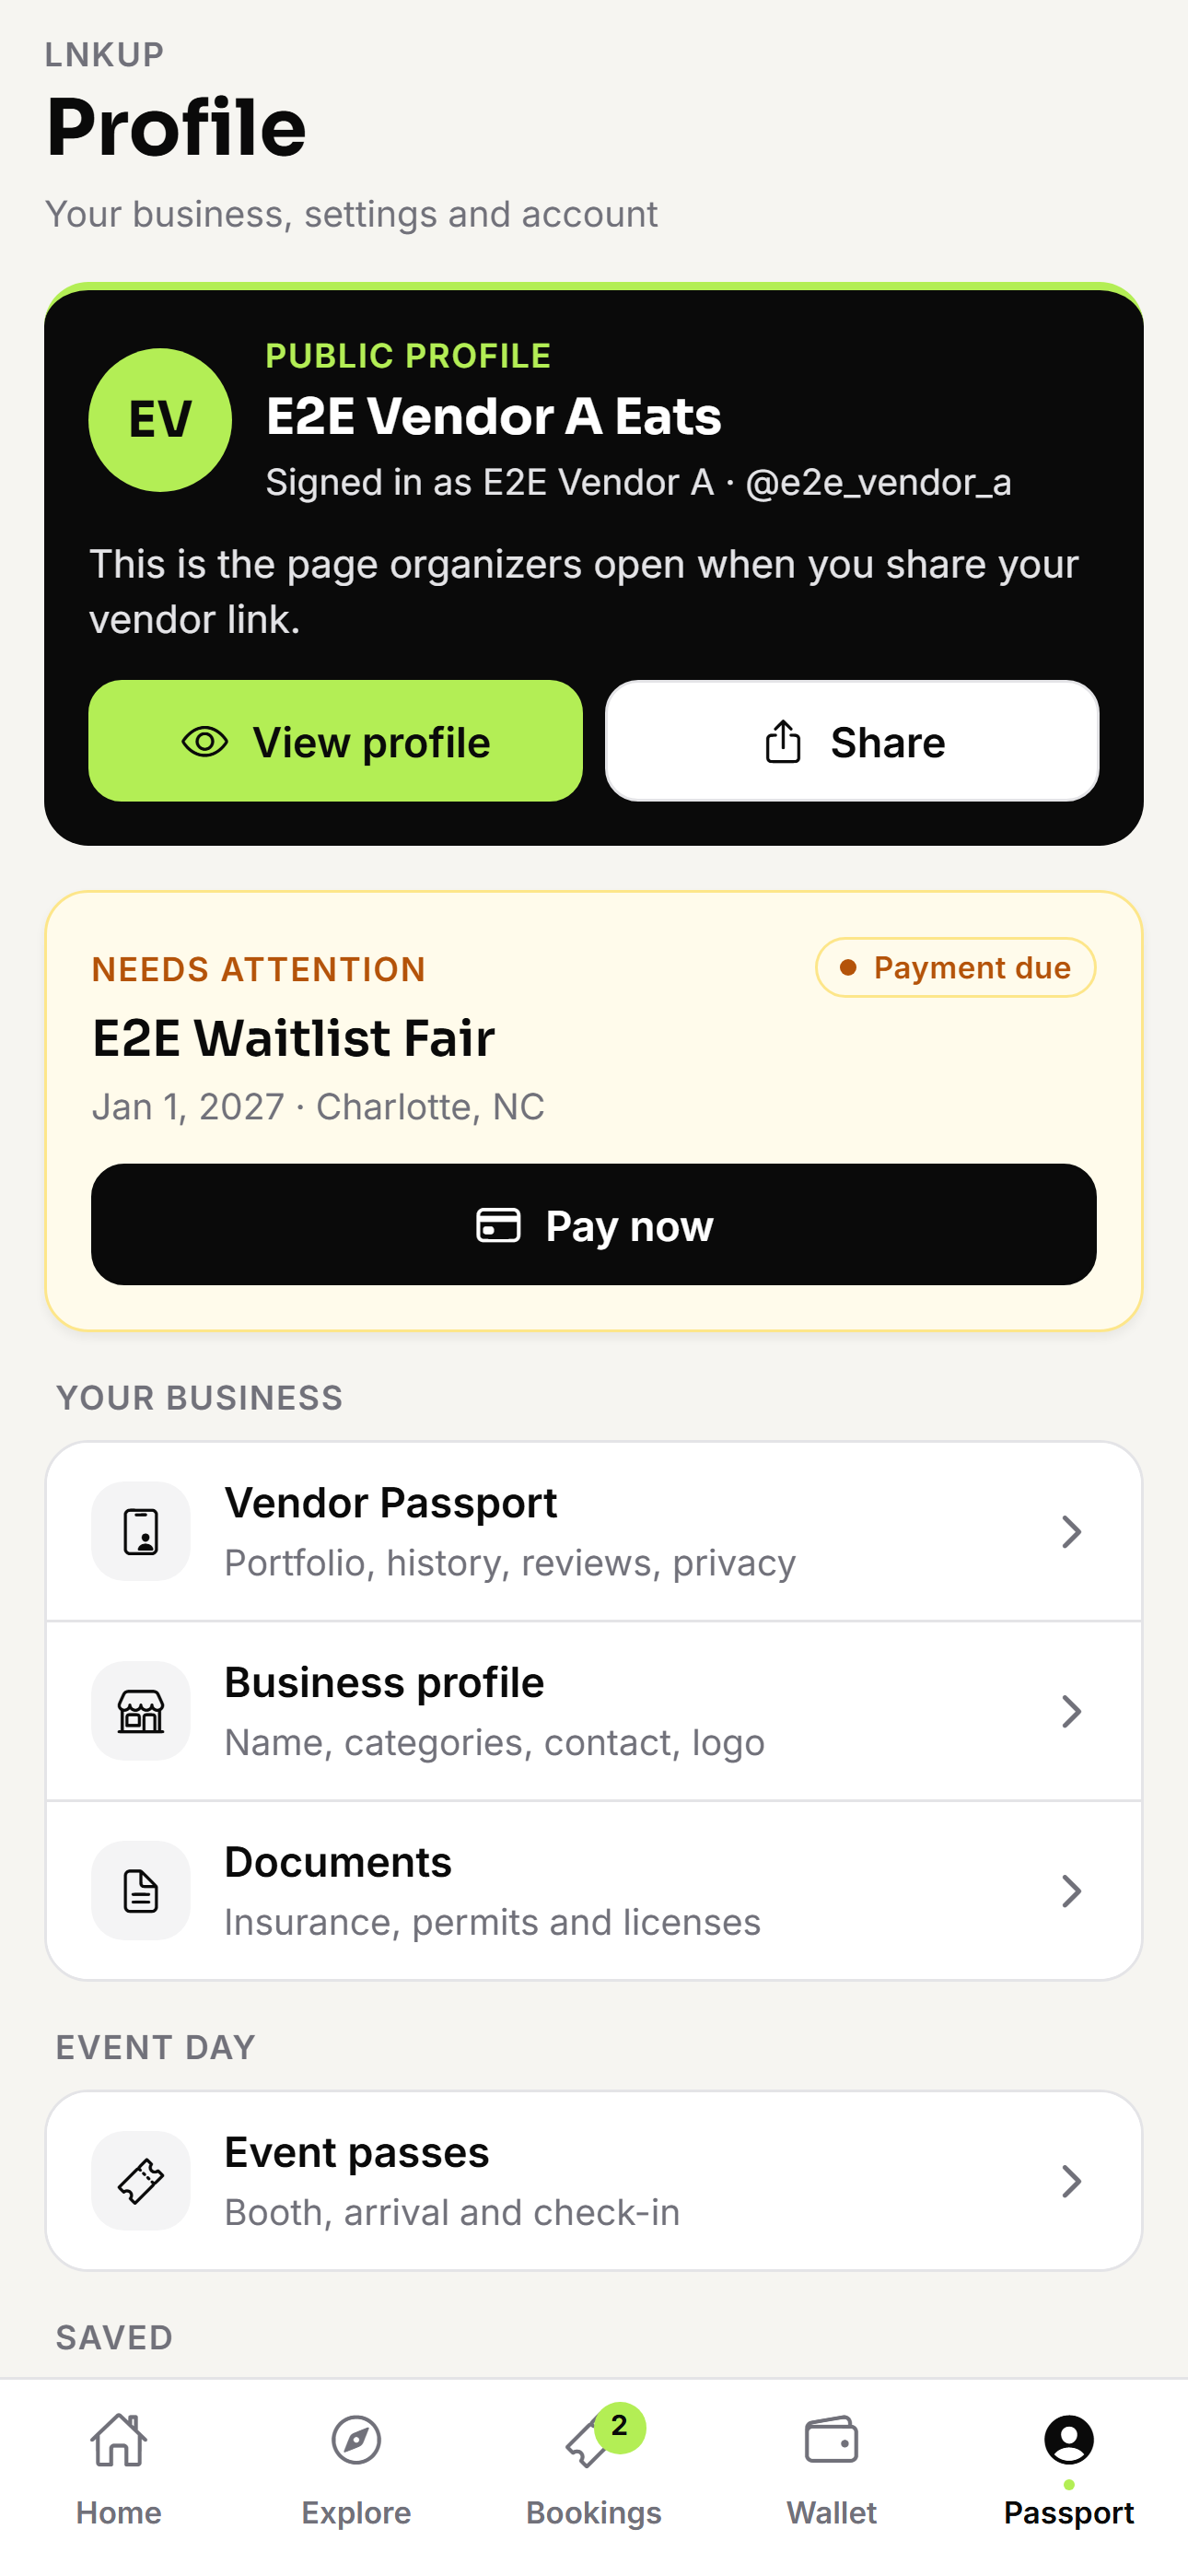 LNKUP
Profile
Your business, settings and account
EV
PUBLIC PROFILE
E2E Vendor A Eats
Signed in as E2E Vendor A · @e2e_vendor_a
This is the page organizers open when you share your
vendor link.
View profile
Share
NEEDS ATTENTION
Payment due
E2E Waitlist Fair
Jan 1, 2027 · Charlotte, NC
Pay now
YOUR BUSINESS
Vendor Passport
Portfolio, history, reviews, privacy
Business profile
Name, categories, contact, logo
Documents
Insurance, permits and licenses
EVENT DAY
Event passes
Booth, arrival and check-in
SAVED
2
Home
Explore
Bookings
Wallet
Passport